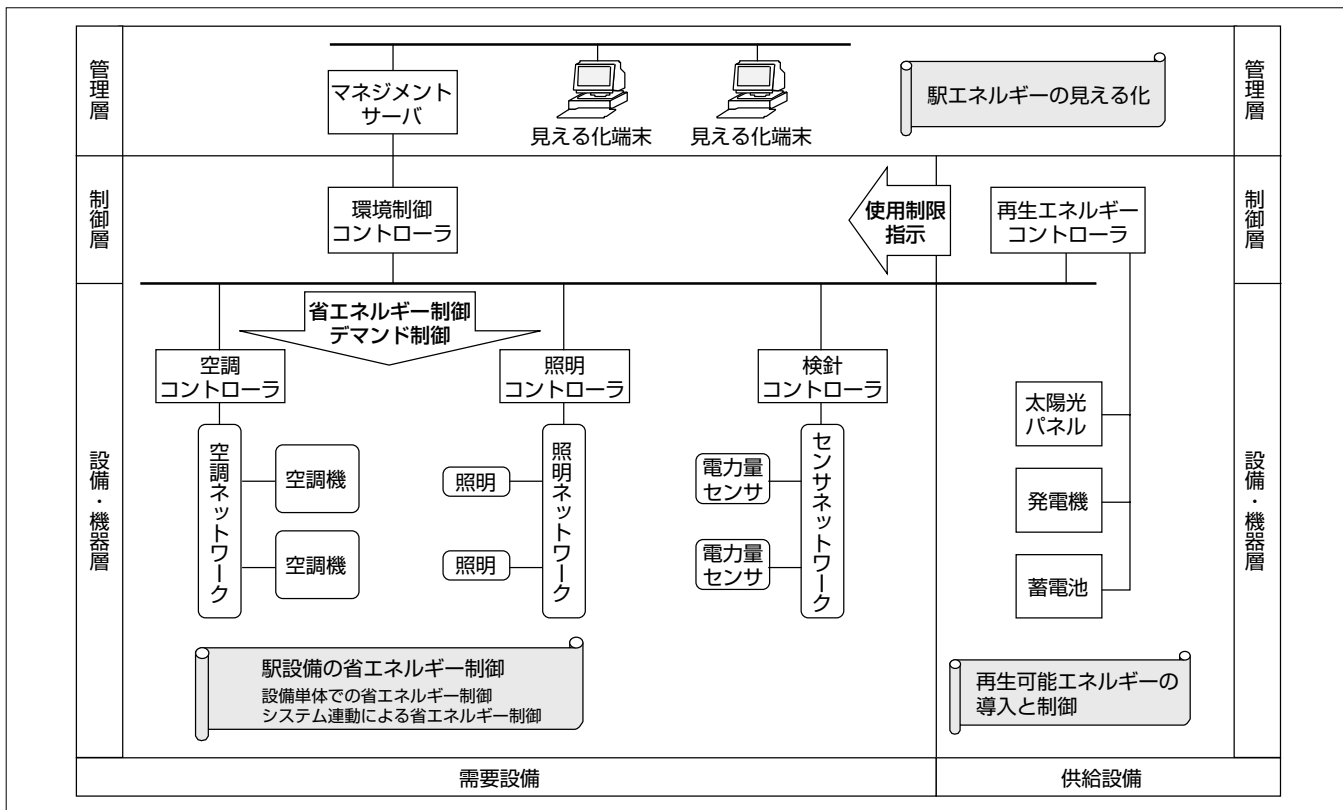 管理層
マネジメント
サーバ
見える化端末
見える化端末
駅エネルギーの見える化
管理層
制御層
環境制御
コントローラ
使用制限
指示
再生エネルギー
コントローラ
制御層
省エネルギー制御
デマンド制御
空調
コントローラ
照明
コントローラ
検針
コントローラ
設備・機器層
空調ネットワーク
空調機
空調機
照明
照明
照明ネットワーク
電力量
センサ
電力量
センサ
センサネットワーク
太陽光
パネル
発電機
蓄電池
設備・機器層
駅設備の省エネルギー制御
設備単体での省エネルギー制御
システム連動による省エネルギー制御
再生可能エネルギーの
導入と制御
需要設備
供給設備